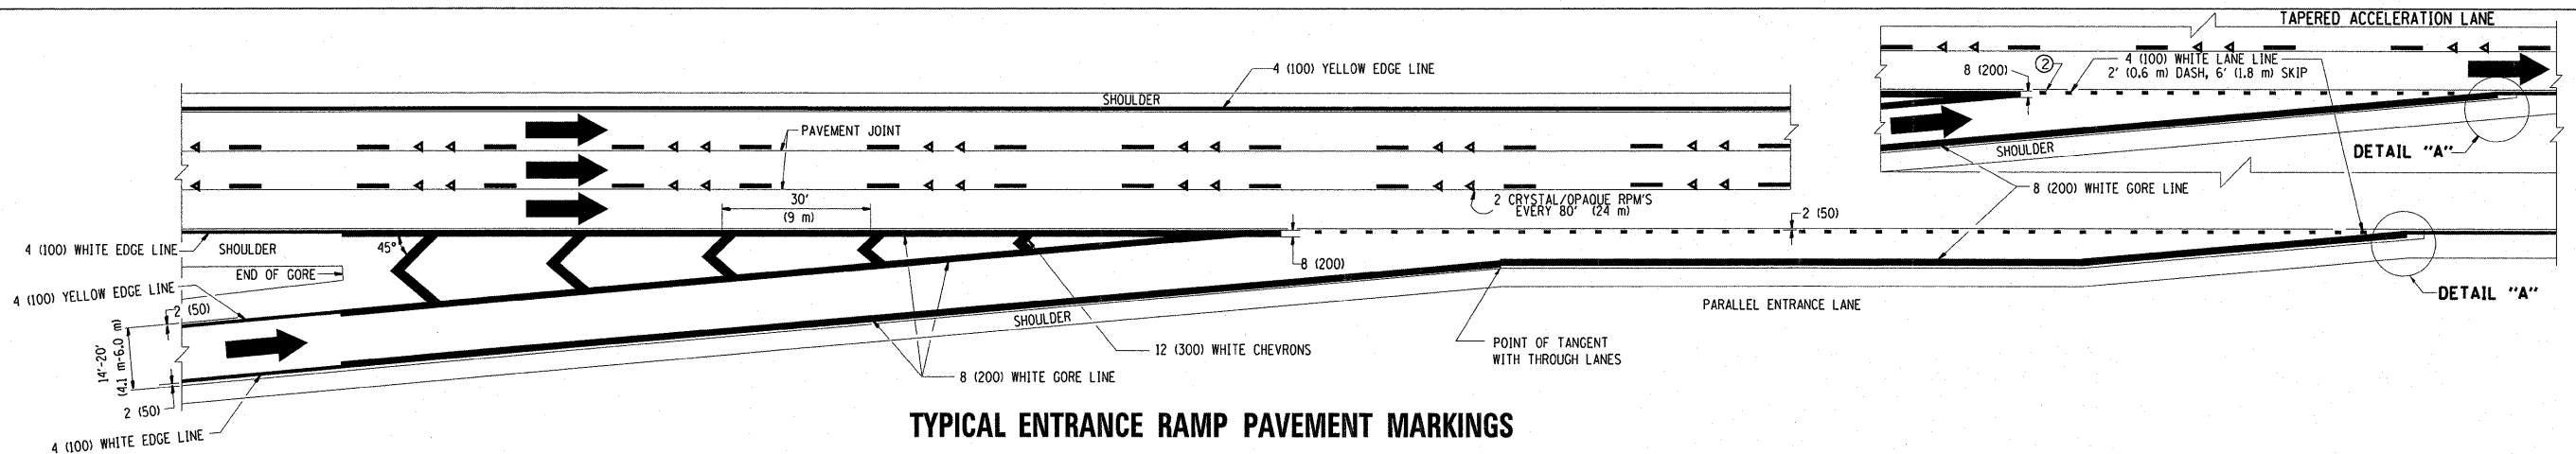 TAPERED ACCELERATION LANE
4 (100) YELLOW EDGE LINE
8 (200)
2
4 (100) WHITE LANE LINE
2' (0.6 m) DASH, 6' (1.8 m) SKIP
SHOULDER
PAVEMENT JOINT
SHOULDER
DETAIL "A"
8 (200) WHITE GORE LINE
30'
(9 m)
2 CRYSTAL/OPAQUE RPM'S
EVERY 80' (24 m)
2 (50)
4 (100) WHITE EDGE LINE
SHOULDER
45°
END OF GORE
8 (200)
4 (100) YELLOW EDGE LINE
2 (50)
DETAIL "A"
PARALLEL ENTRANCE LANE
SHOULDER
14'-20'
(4.1 m-6.0 m)
12 (300) WHITE CHEVRONS
POINT OF TANGENT
WITH THROUGH LANES
8 (200) WHITE GORE LINE
2 (50)
4 (100) WHITE EDGE LINE
TYPICAL ENTRANCE RAMP PAVEMENT MARKINGS